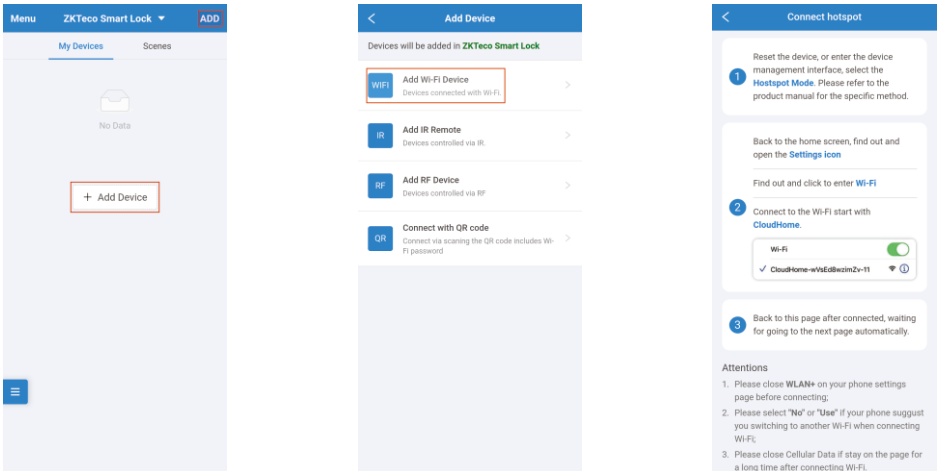 Menu ZKTeco Smart Lock ▼ ADD
My Devices Scenes
No Data
+ Add Device
< Add Device
Devices will be added in ZKTeco Smart Lock
WIFI Add Wi-Fi Device
Devices connected with Wi-Fi.
IR Add IR Remote
Devices controlled via IR.
RF Add RF Device
Devices controlled via RF
QR Connect with QR code
Connect via scaning the QR code includes Wi-
Fi password
< Connect hotspot
1 Reset the device, or enter the device
management interface, select the
Hostspot Mode. Please refer to the
product manual for the specific method.
Back to the home screen, find out and
open the Settings icon
Find out and click to enter Wi-Fi
2 Connect to the Wi-Fi start with
CloudHome.
Wi-Fi
✓ CloudHome-wVsEd8wzimZv-11
3 Back to this page after connected, waiting
for going to the next page automatically.
Attentions
1. Please close WLAN+ on your phone settings
page before connecting;
2. Please select "No" or "Use" if your phone suggust
you switching to another Wi-Fi when connecting
Wi-Fi;
3. Please close Cellular Data if stay on the page for
a long time after connecting Wi-Fi.